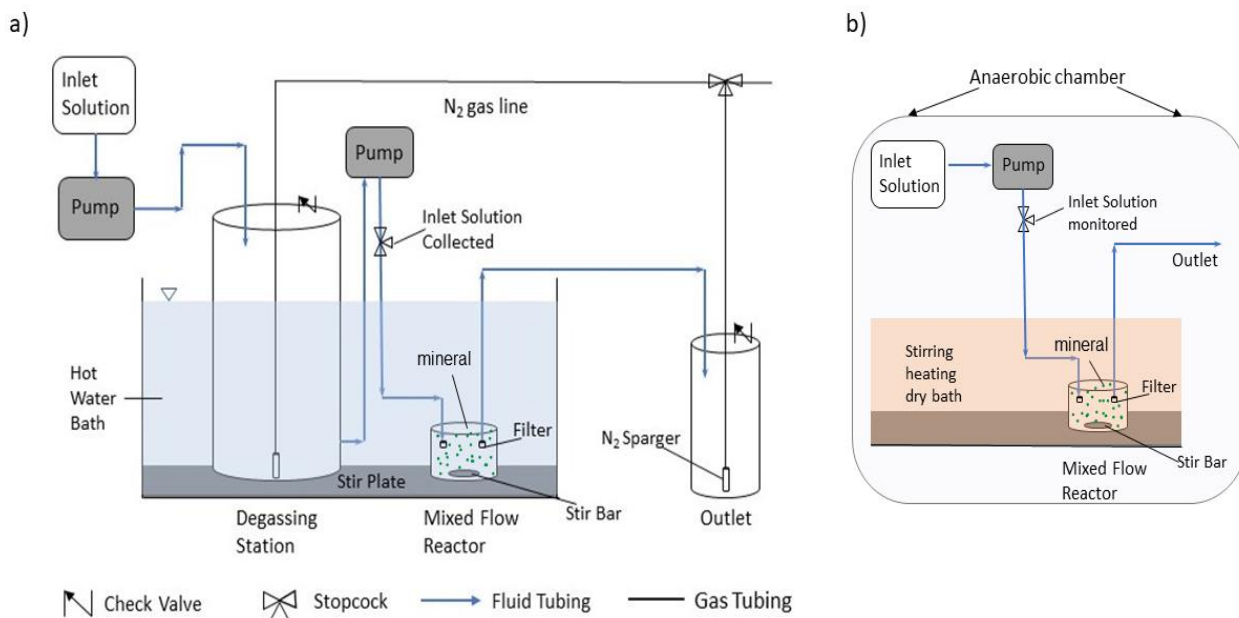 a)
Inlet
Solution
Pump
N₂ gas line
Pump
Inlet Solution
Collected
Hot
Water
Bath
mineral
Filter
N₂ Sparger
Stir Plate
Stir Bar
Degassing
Station
Mixed Flow
Reactor
Outlet
Check Valve
Stopcock
Fluid Tubing
Gas Tubing
b)
Anaerobic chamber
Inlet
Solution
Pump
Inlet Solution
monitored
Outlet
Stirring
heating
dry bath
mineral
Filter
Stir Bar
Mixed Flow
Reactor